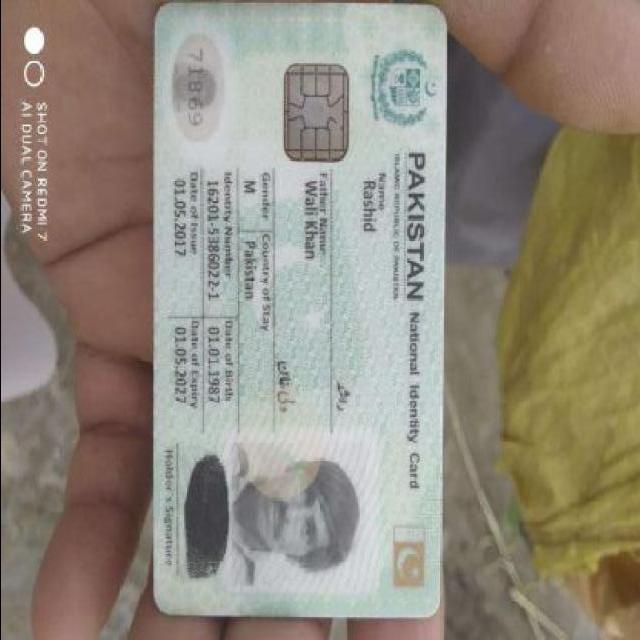 PAKISTAN National Identity Card
ISLAMIC REPUBLIC OF PAKISTAN
Name
Rashid
Father Name
Wali Khan
ولی خان
Gender
Country of Stay
M
Pakistan
Identity Number
Date of Birth
16201-5386022-1
01.01.1987
Date of Issue
Date of Expiry
01.05.2017
01.05.2027
Holder's Signature
71869
SHOT ON REDMI 7
AI DUAL CAMERA